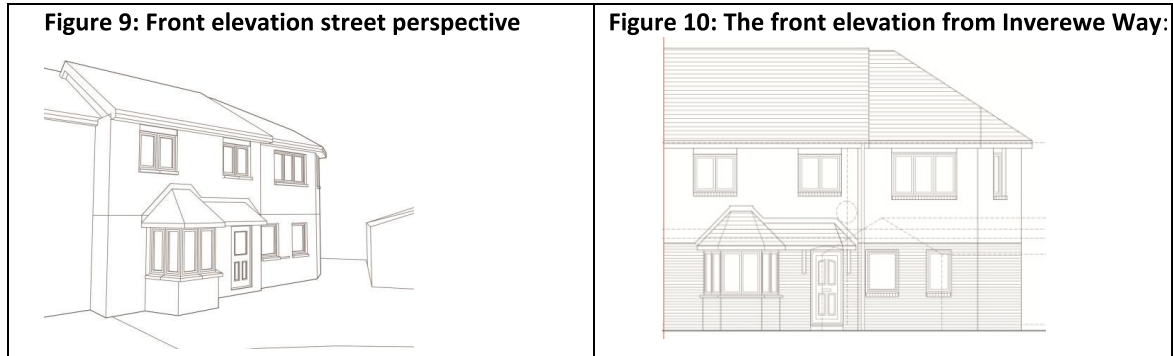 Figure 9: Front elevation street perspective
Figure 10: The front elevation from Inverewe Way: